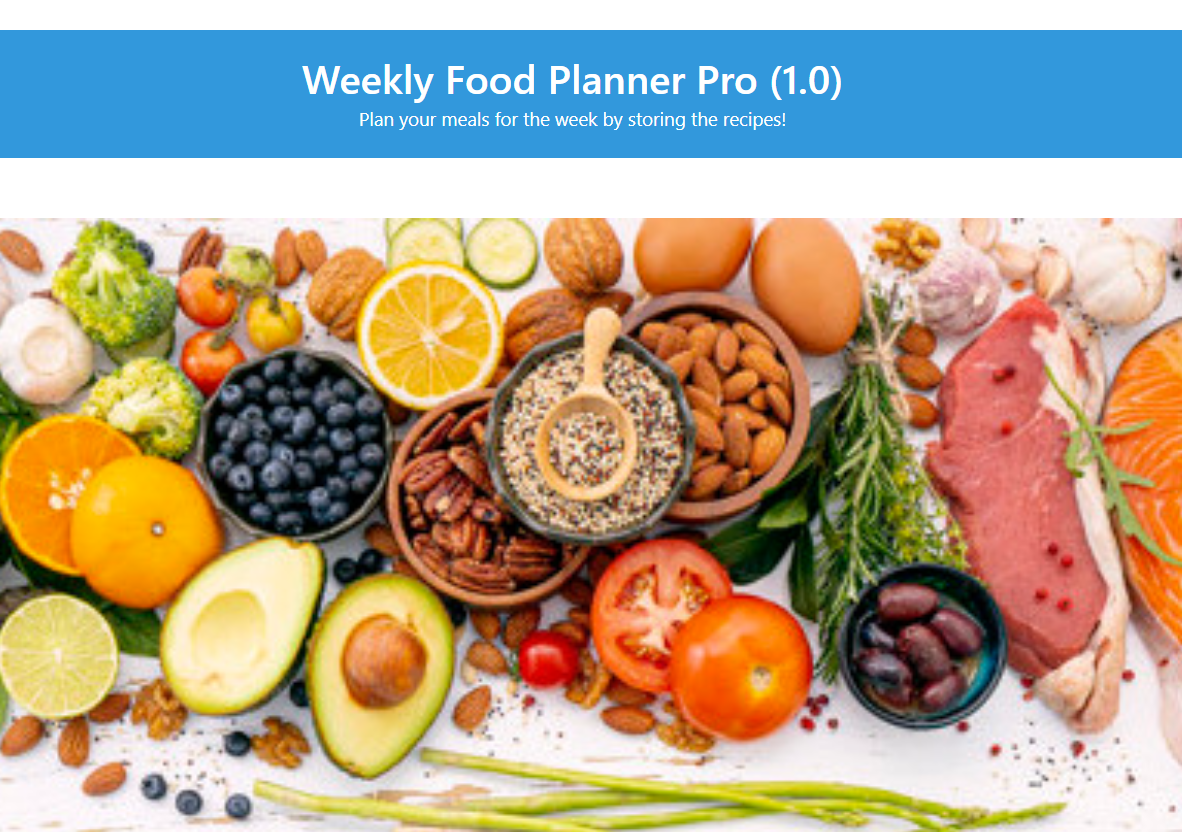 Weekly Food Planner Pro (1.0)
Plan your meals for the week by storing the recipes!